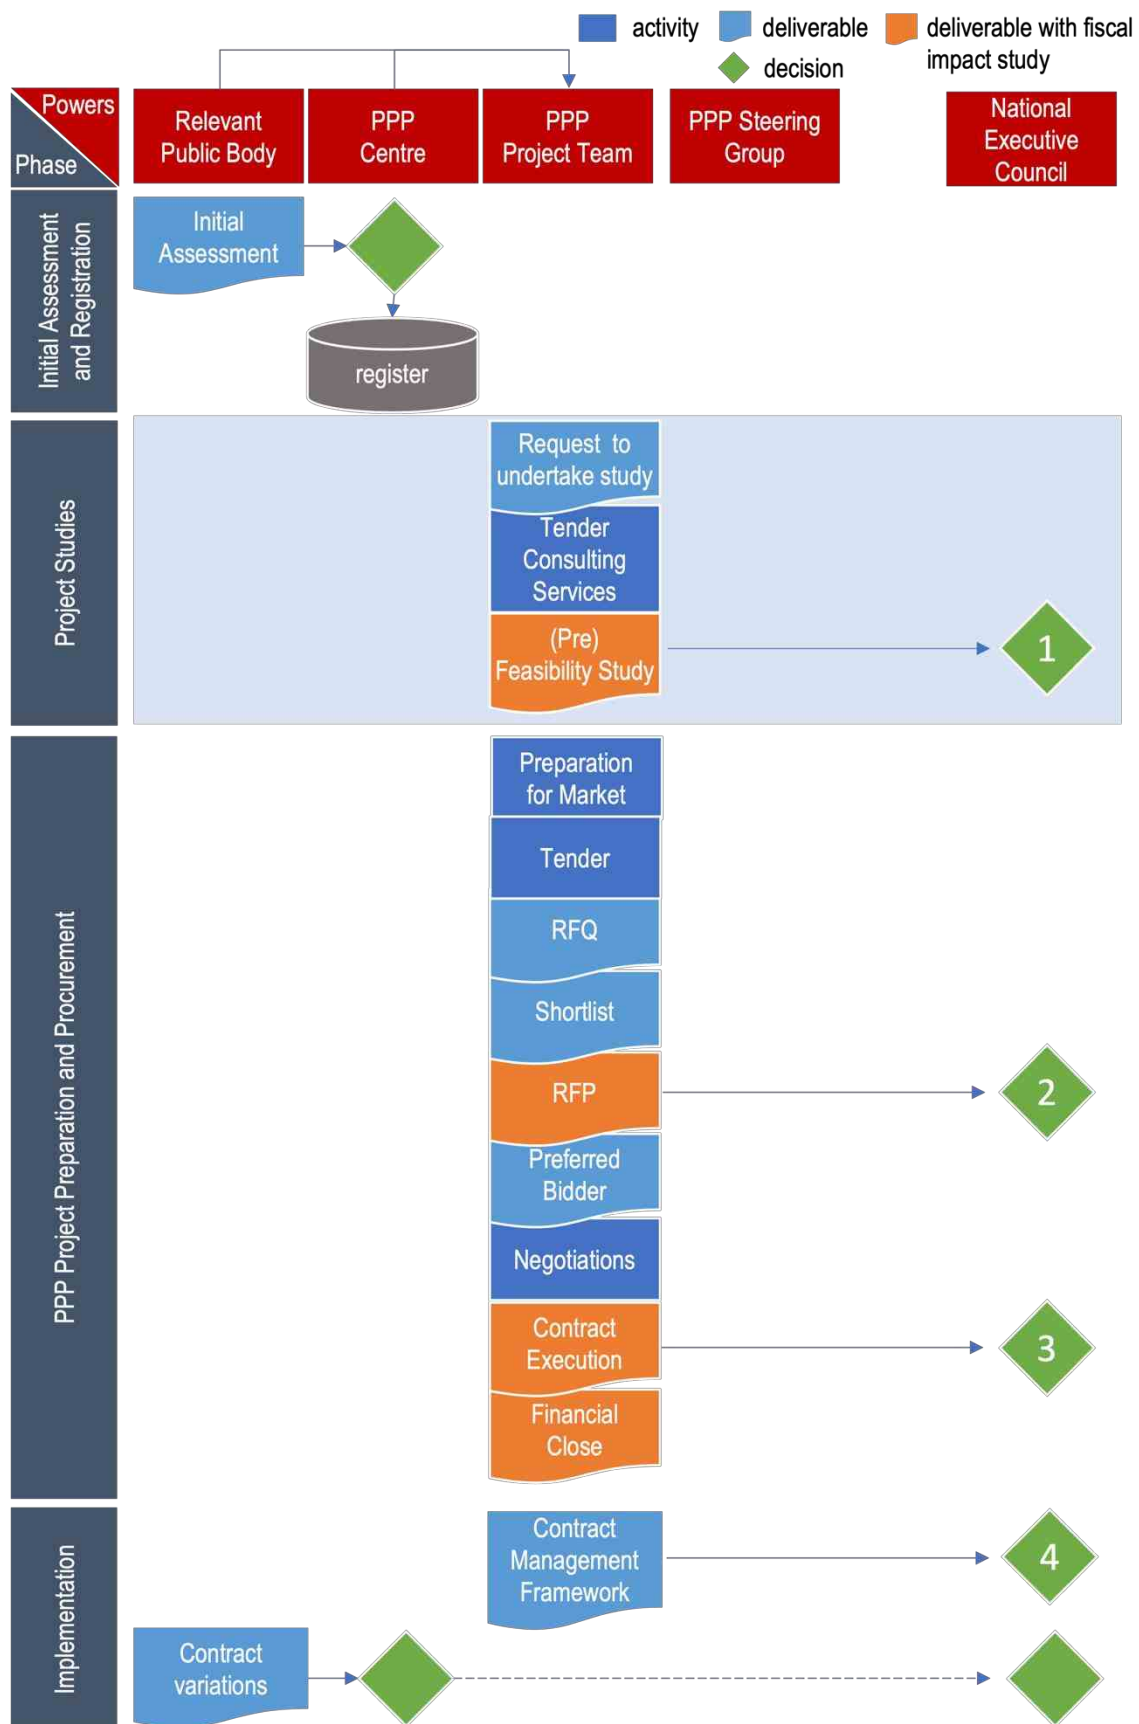 activity
deliverable
deliverable with fiscal
impact study
decision
Powers
Phase
Relevant
Public Body
PPP
Centre
PPP
Project Team
PPP Steering
Group
National
Executive
Council
Initial Assessment
and Registration
Initial
Assessment
register
Project Studies
Request to
undertake study
Tender
Consulting
Services
(Pre)
Feasibility Study
1
PPP Project Preparation and Procurement
Preparation
for Market
Tender
RFQ
Shortlist
RFP
2
Preferred
Bidder
Negotiations
Contract
Execution
3
Financial
Close
Implementation
Contract
Management
Framework
4
Contract
variations